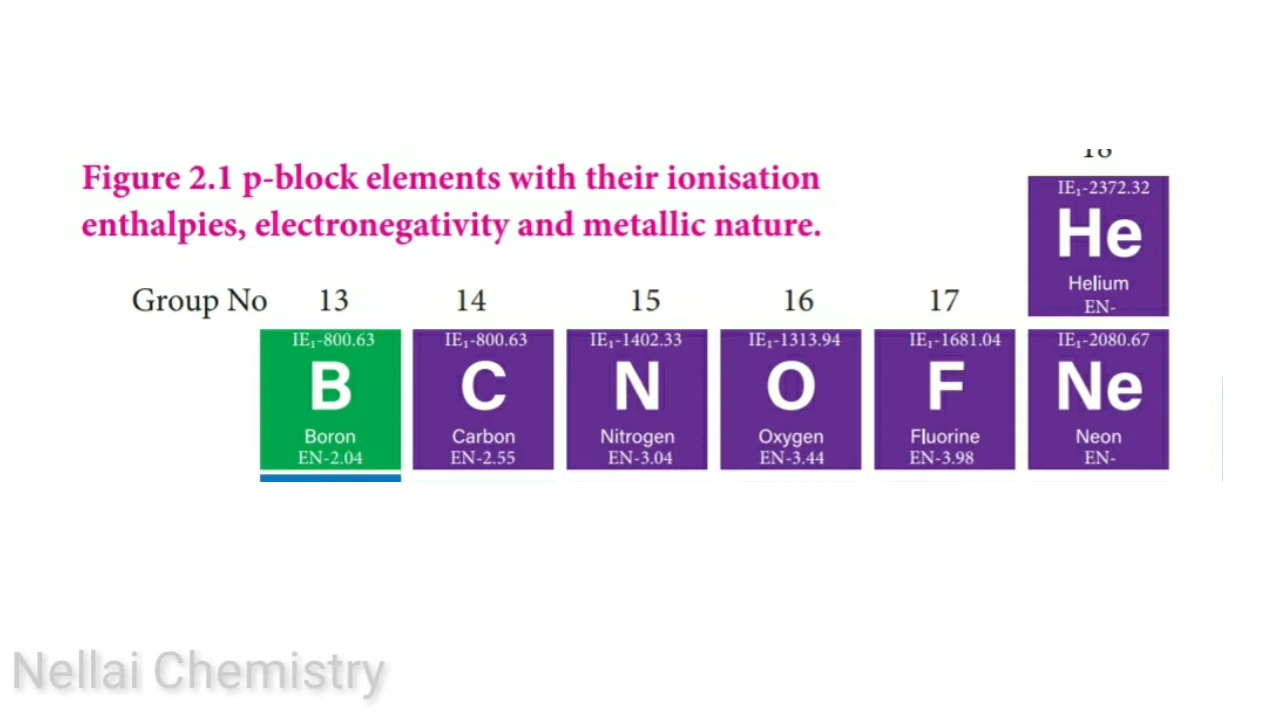 Figure 2.1 p-block elements with their ionisation
enthalpies, electronegativity and metallic nature.
Group No 13 14 15 16 17
IE₁-2372.32
He
Helium
EN-
IE₁-800.63
B
Boron
EN-2.04
IE₁-800.63
C
Carbon
EN-2.55
IE₁-1402.33
N
Nitrogen
EN-3.04
IE₁-1313.94
O
Oxygen
EN-3.44
IE₁-1681.04
F
Fluorine
EN-3.98
IE₁-2080.67
Ne
Neon
EN-
Nellai Chemistry